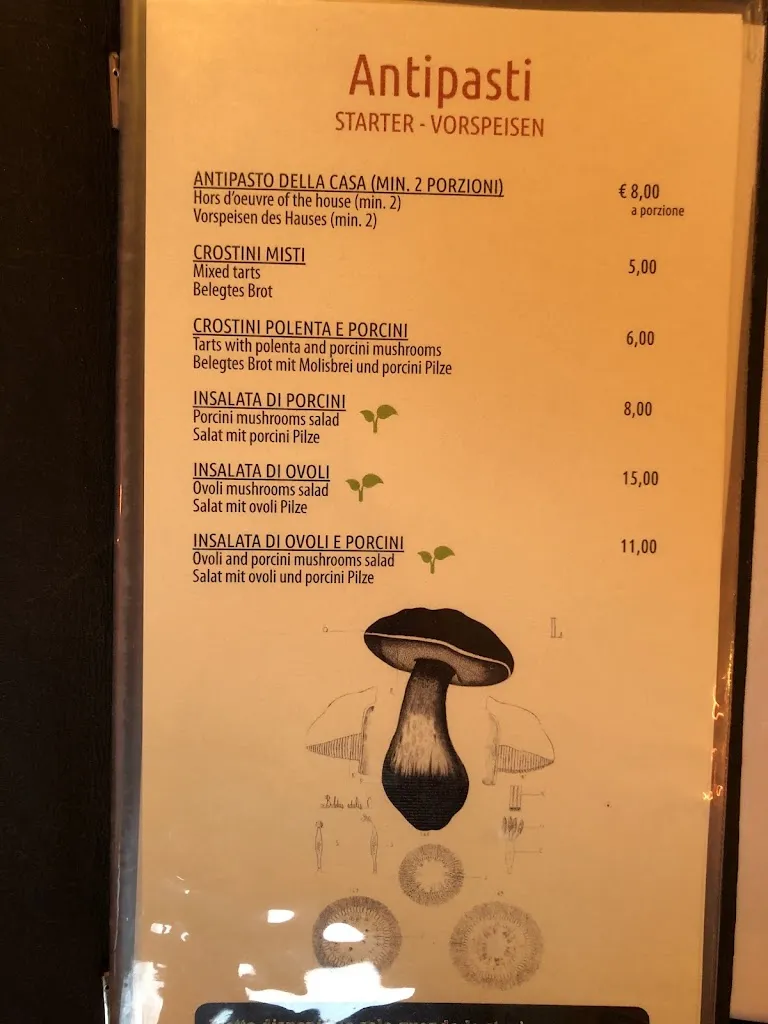 Antipasti
STARTER - VORSPEISEN
ANTIPASTO DELLA CASA (MIN. 2 PORZIONI)
€ 8,00
Hors d'oeuvre of the house (min. 2)
a porzione
Vorspeisen des Hauses (min. 2)
CROSTINI MISTI
5,00
Mixed tarts
Belegtes Brot
CROSTINI POLENTA E PORCINI
6,00
Tarts with polenta and porcini mushrooms
Belegtes Brot mit Molisbrei und porcini Pilze
INSALATA DI PORCINI
8,00
Porcini mushrooms salad
Salat mit porcini Pilze
INSALATA DI OVOLI
15,00
Ovoli mushrooms salad
Salat mit ovoli Pilze
INSALATA DI OVOLI E PORCINI
11,00
Ovoli and porcini mushrooms salad
Salat mit ovoli und porcini Pilze
L